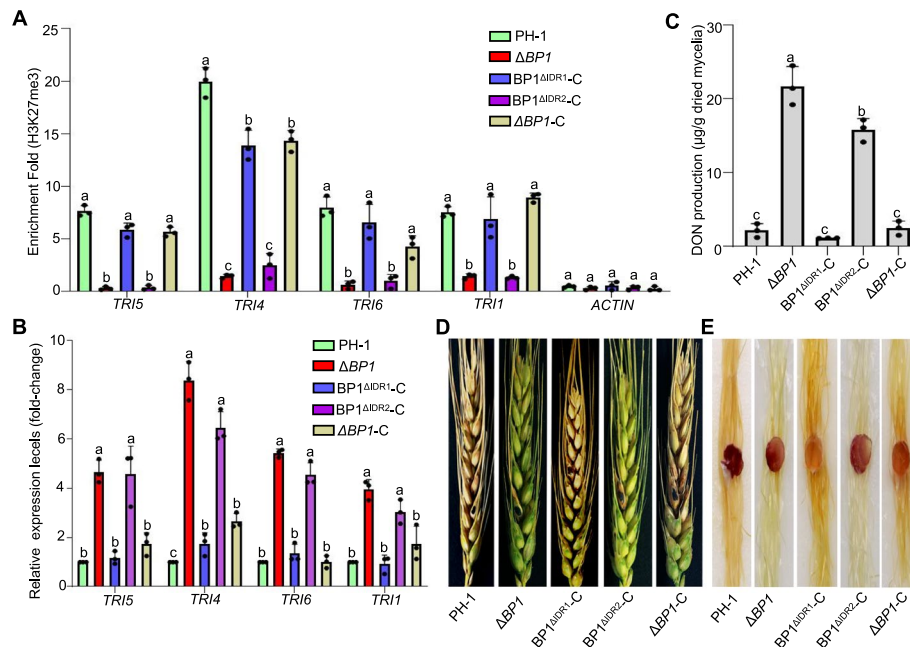 A
Enrichment Fold (H3K27me3)
25
20
15
10
5
0
a
b
a
b
a
a
c
b
c
b
a
b
a
b
a
a
b
a
b
a
a
a
a
a
a
TRI5
TRI4
TRI6
TRI1
ACTIN
PH-1
ΔBP1
BP1ΔIDR1-C
BP1ΔIDR2-C
ΔBP1-C
B
Relative expression lecels (fold-change)
10
8
6
4
2
0
b
a
b
a
b
c
a
b
a
b
b
a
b
a
b
b
a
b
a
b
TRI5
TRI4
TRI6
TRI1
PH-1
ΔBP1
BP1ΔIDR1-C
BP1ΔIDR2-C
ΔBP1-C
C
DON production (µg/g dried mycelia)
30
20
10
0
c
a
c
b
c
PH-1
ΔBP1
BP1ΔIDR1-C
BP1ΔIDR2-C
ΔBP1-C
D
PH-1
ΔBP1
BP1ΔIDR1-C
BP1ΔIDR2-C
ΔBP1-C
E
PH-1
ΔBP1
BP1ΔIDR1-C
BP1ΔIDR2-C
ΔBP1-C